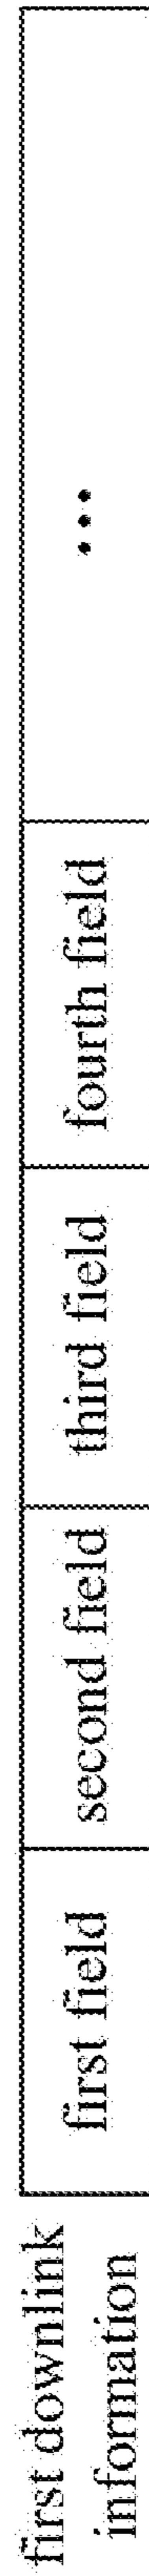 first downlink
information
first field
second field
third field
fourth field
...